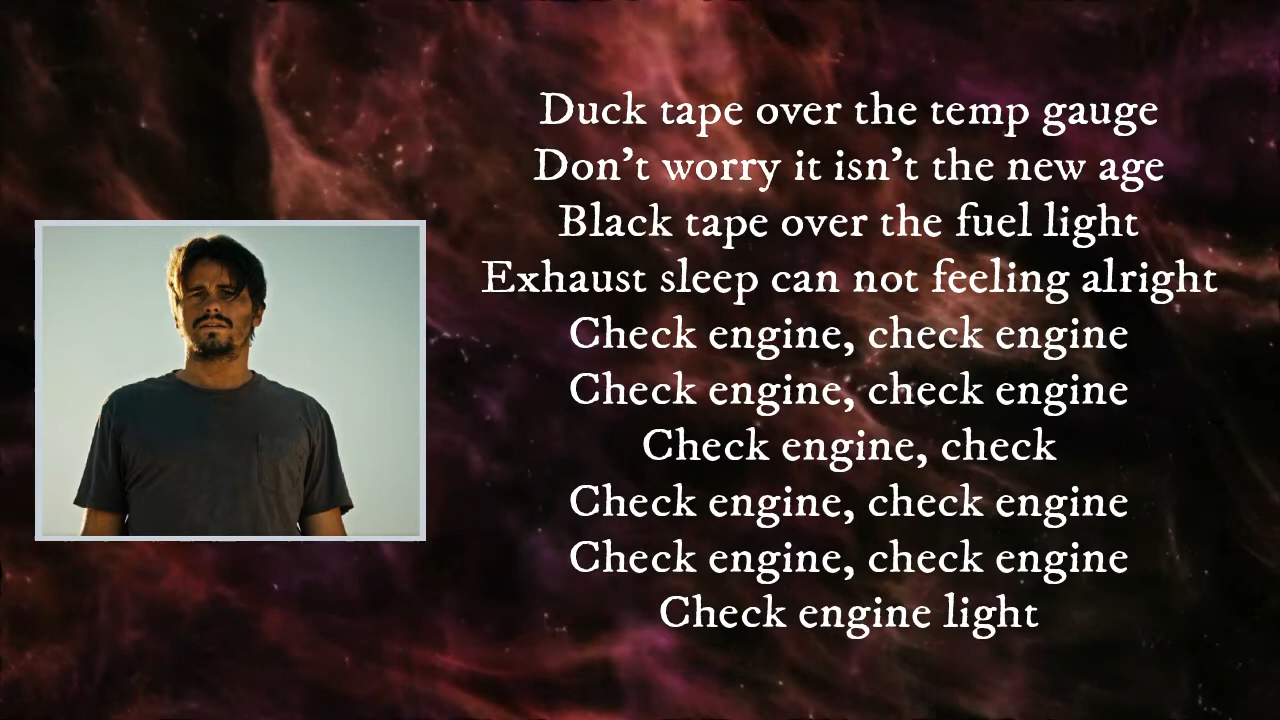 Duck tape over the temp gauge
Don’t worry it isn’t the new age
Black tape over the fuel light
Exhaust sleep can not feeling alright
Check engine, check engine
Check engine, check engine
Check engine, check
Check engine, check engine
Check engine, check engine
Check engine light